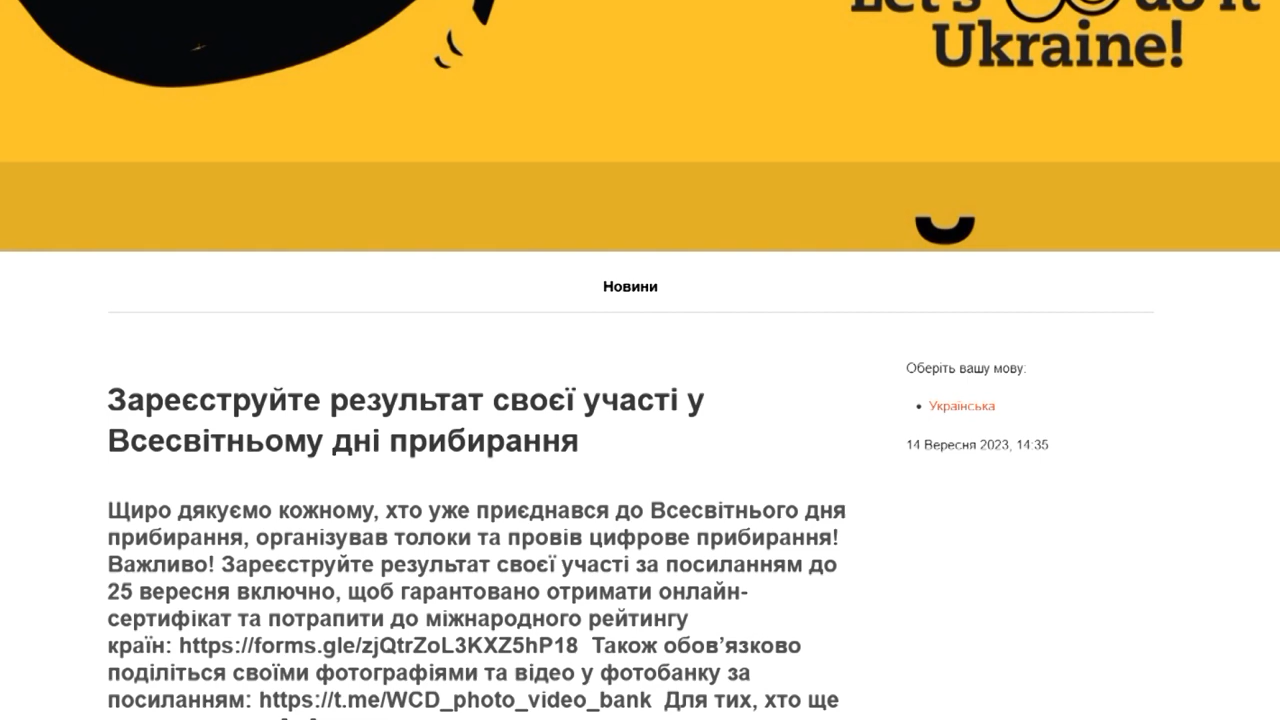 Let's do it
Ukraine!
Новини
Зареєструйте результат своєї участі у
Всесвітньому дні прибирання
Оберіть вашу мову:
Українська
14 Вересня 2023, 14:35
Щиро дякуємо кожному, хто уже приєднався до Всесвітнього дня
прибирання, організував толоки та провів цифрове прибирання!
Важливо! Зареєструйте результат своєї участі за посиланням до
25 вересня включно, щоб гарантовано отримати онлайн-
сертифікат та потрапити до міжнародного рейтингу
країн: https://forms.gle/zjQtrZoL3KXZ5hP18 Також обов’язково
поділіться своїми фотографіями та відео у фотобанку за
посиланням: https://t.me/WCD_photo_video_bank Для тих, хто ще